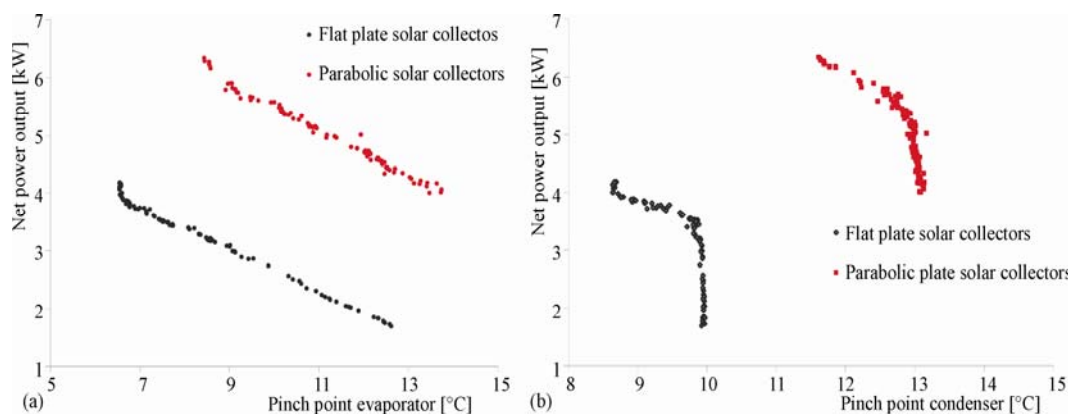 Net power output [kW]
7
6
5
4
3
2
1
Flat plate solar collectos
Parabolic solar collectors
5 7 9 11 13 15
(a) Pinch point evaporator [°C]
Net power output [kW]
7
6
5
4
3
2
1
Flat plate solar collectors
Parabolic plate solar collectors
8 8 9 10 12 13 15 15
(b) Pinch point condenser [°C]